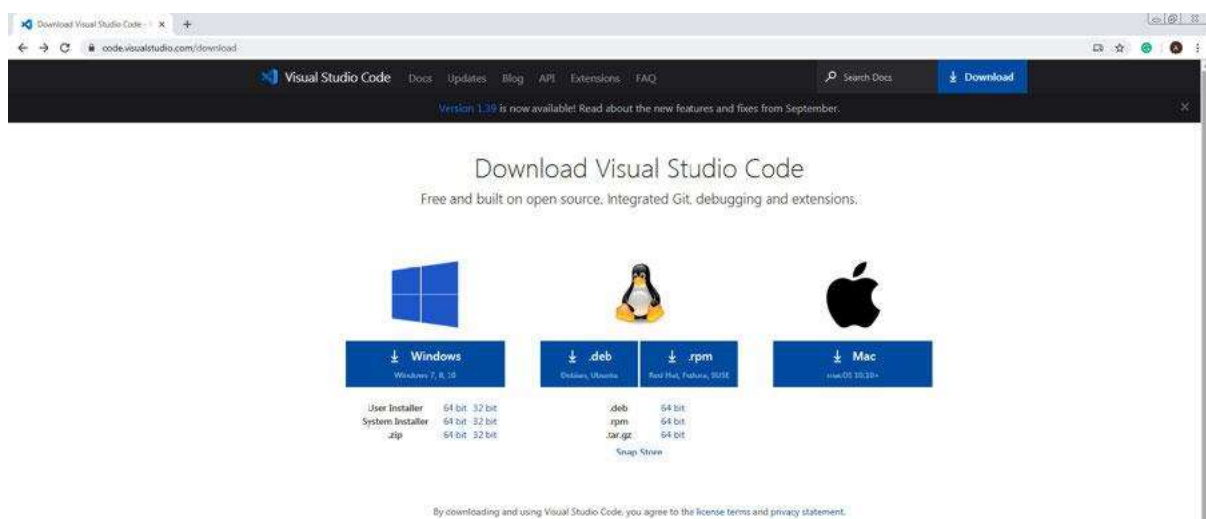 Download Visual Studio Code -
code.visualstudio.com/download
Visual Studio Code Docs Updates Blog API Extensions FAQ Search Docs Download
Version 1.39 is now available! Read about the new features and fixes from September.
Download Visual Studio Code
Free and built on open source. Integrated Git, debugging and extensions.
Windows
Windows 7, 8, 10
.deb
Debian, Ubuntu
.rpm
Red Hat, Fedora, SUSE
Mac
macOS 10.10+
User Installer 64 bit 32 bit
System Installer 64 bit 32 bit
.zip 64 bit 32 bit
.deb 64 bit
.rpm 64 bit
.tar.gz 64 bit
Snap Store
By downloading and using Visual Studio Code, you agree to the license terms and privacy statement.